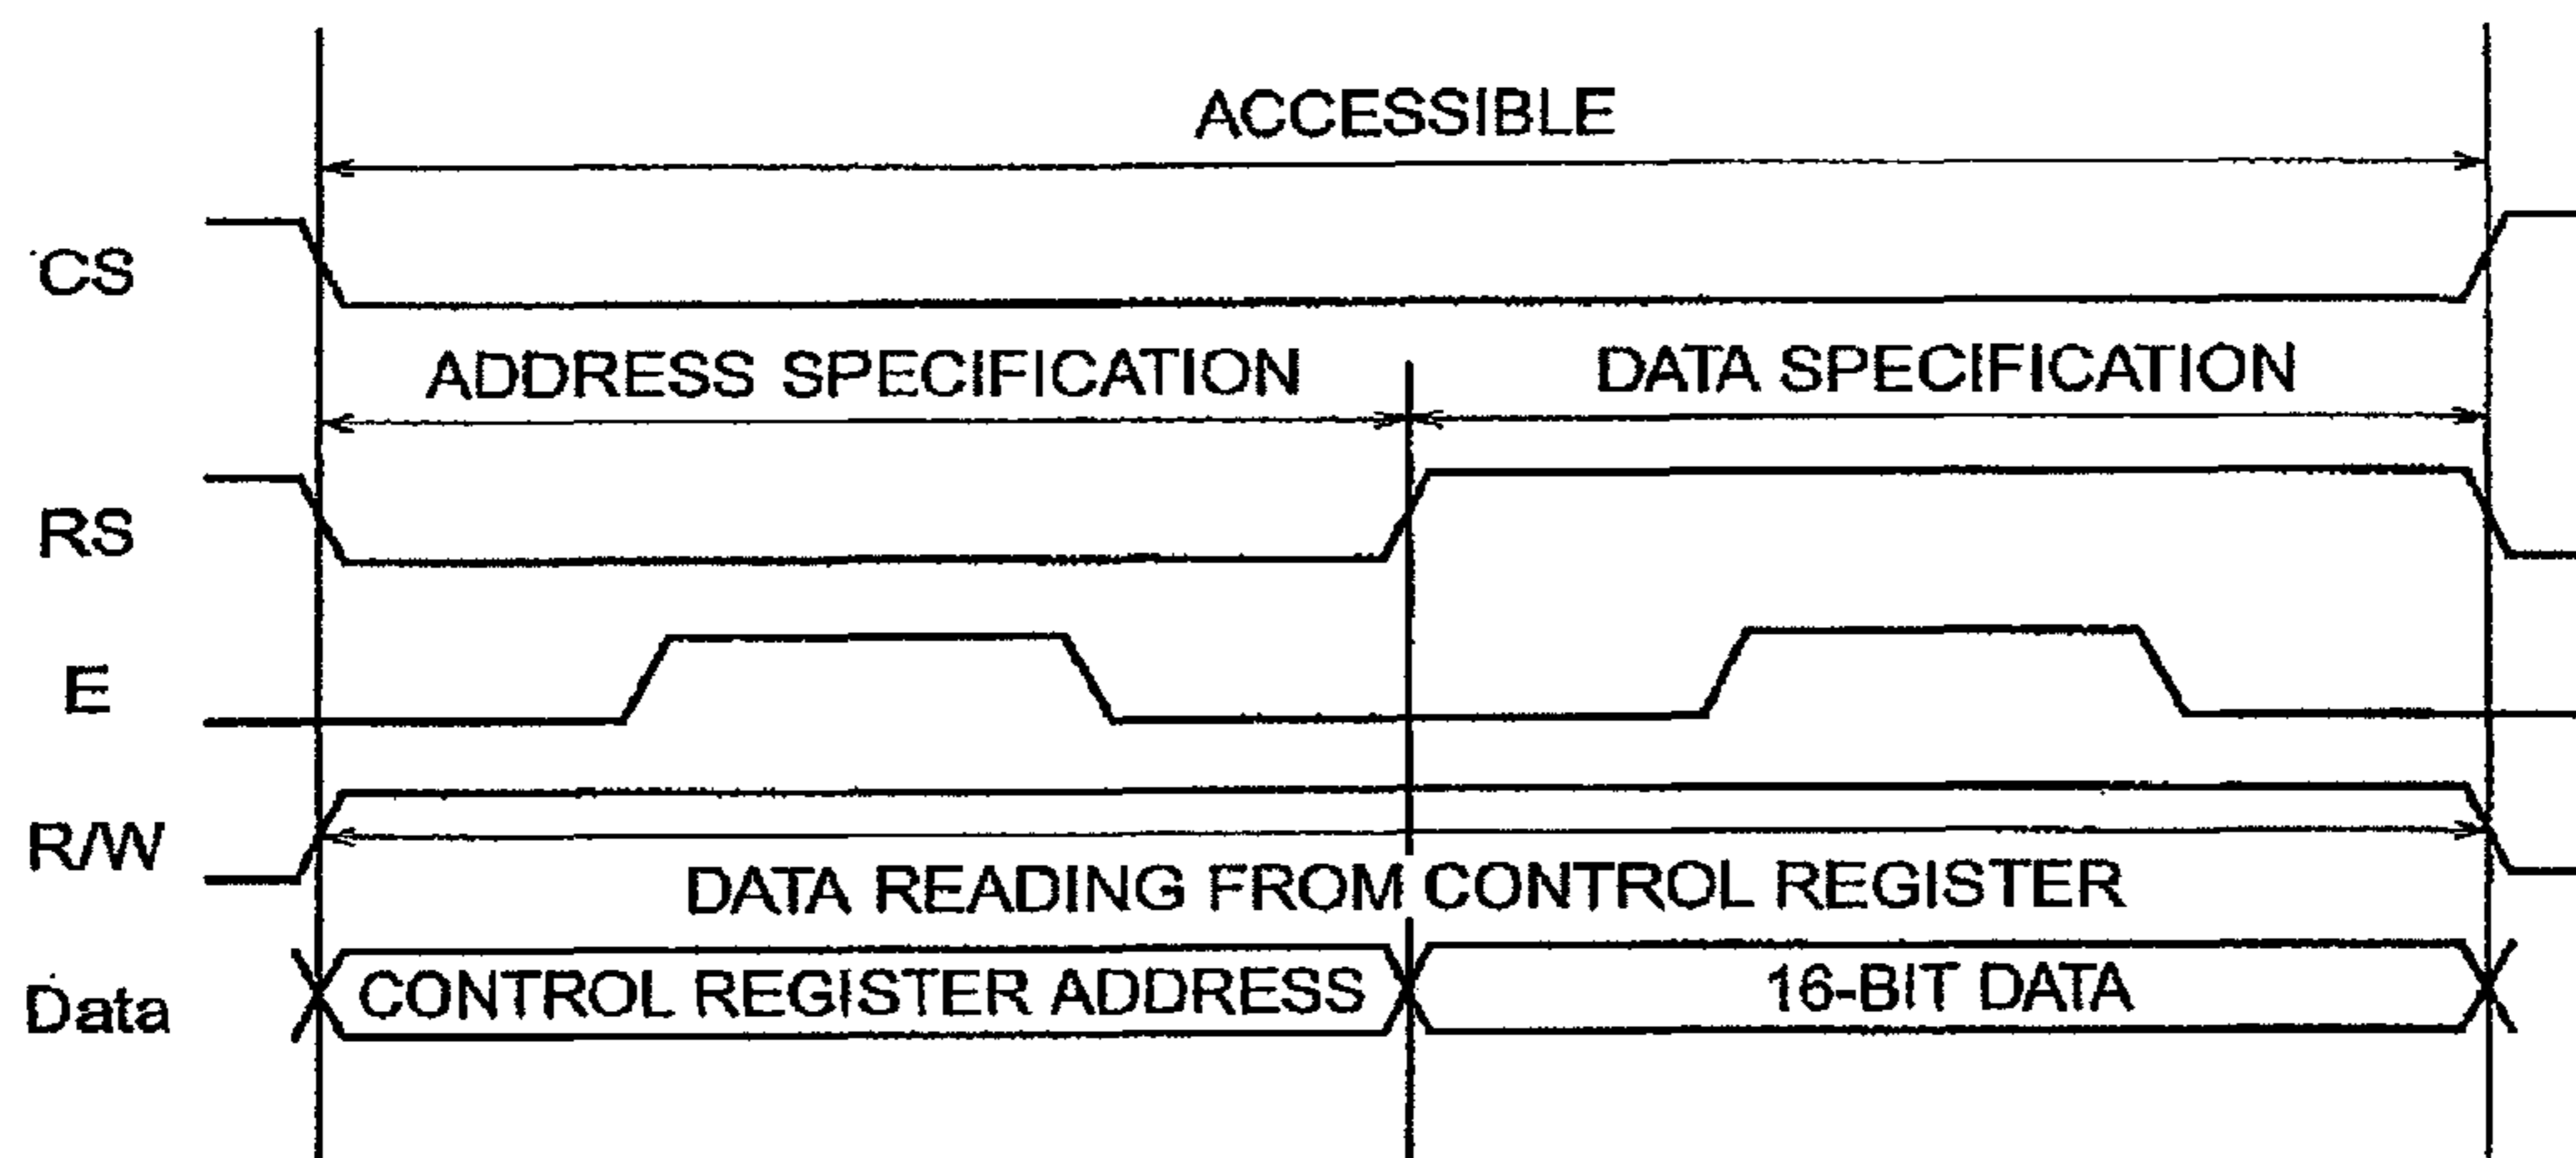 ACCESSIBLE
CS
ADDRESS SPECIFICATION
DATA SPECIFICATION
RS
E
R/W
DATA READING FROM CONTROL REGISTER
Data
CONTROL REGISTER ADDRESS
16-BIT DATA